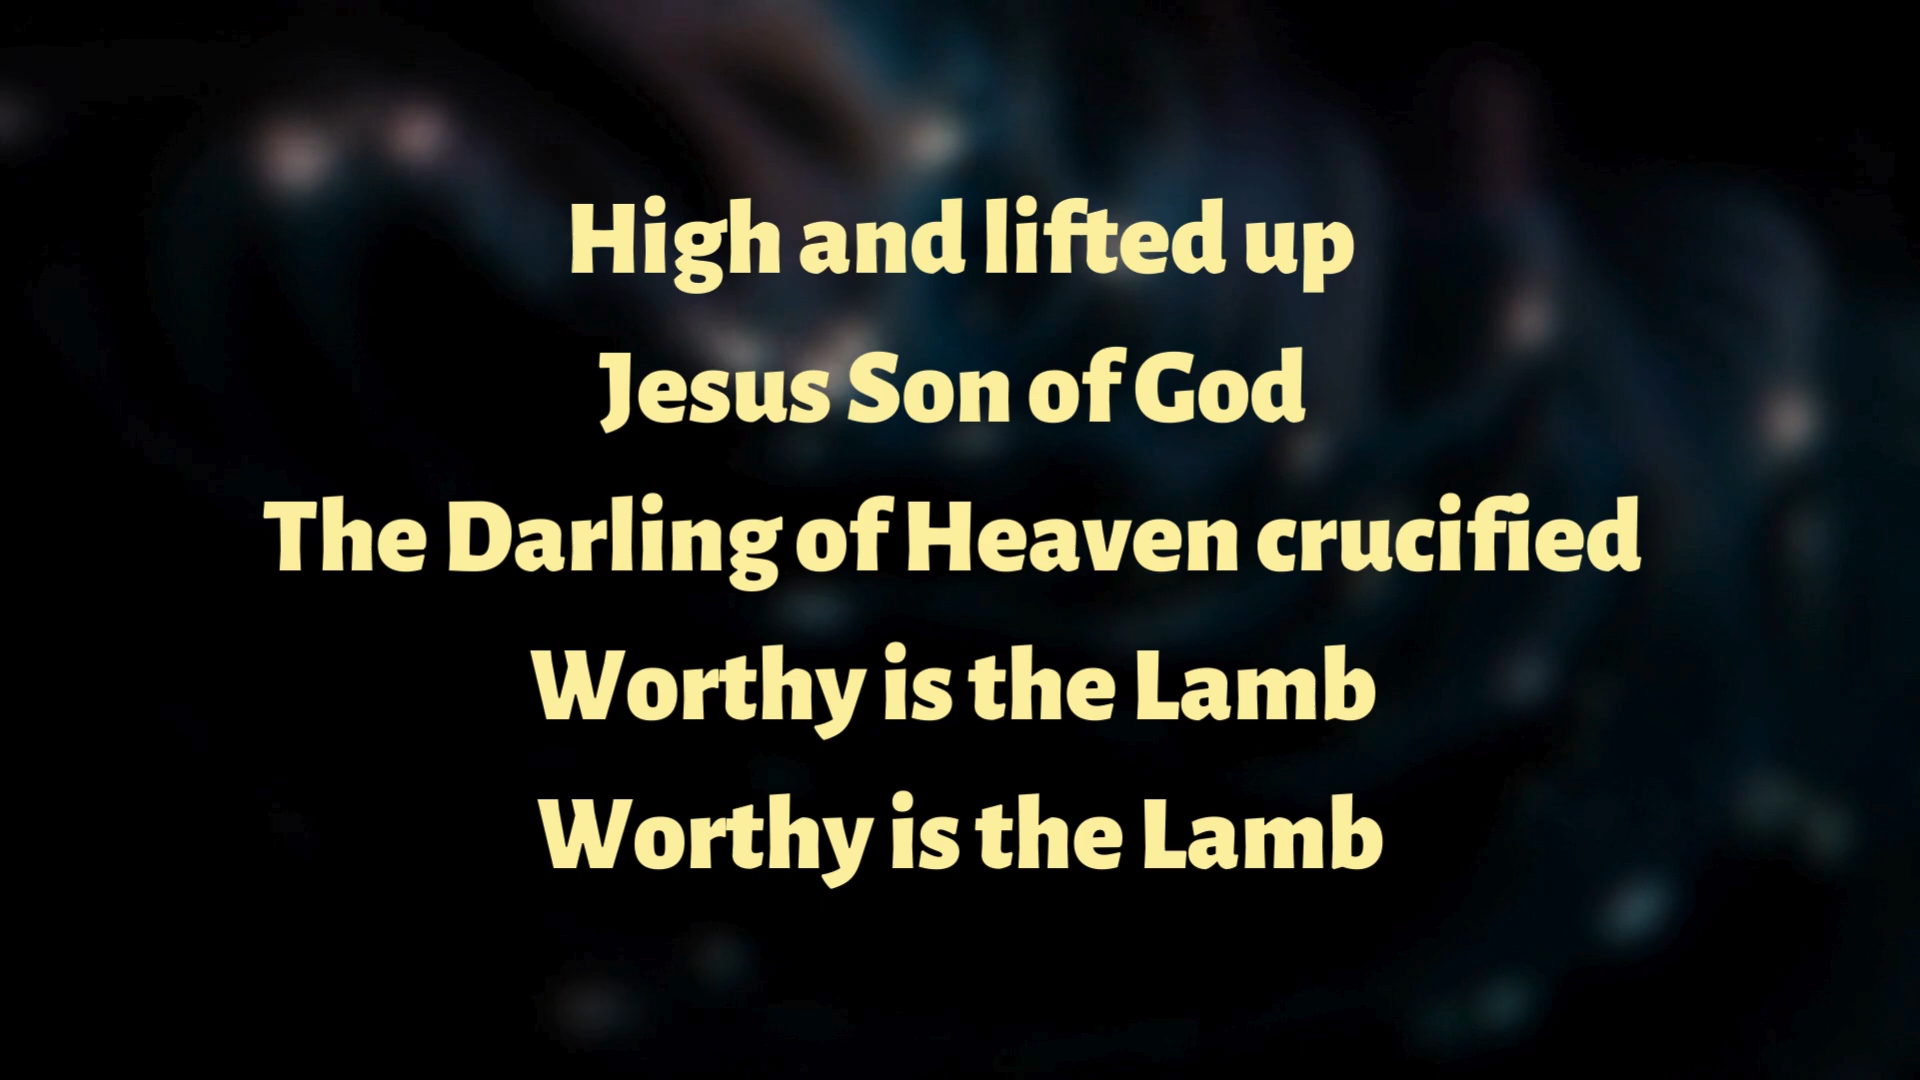 High and lifted up
Jesus Son of God
The Darling of Heaven crucified
Worthy is the Lamb
Worthy is the Lamb